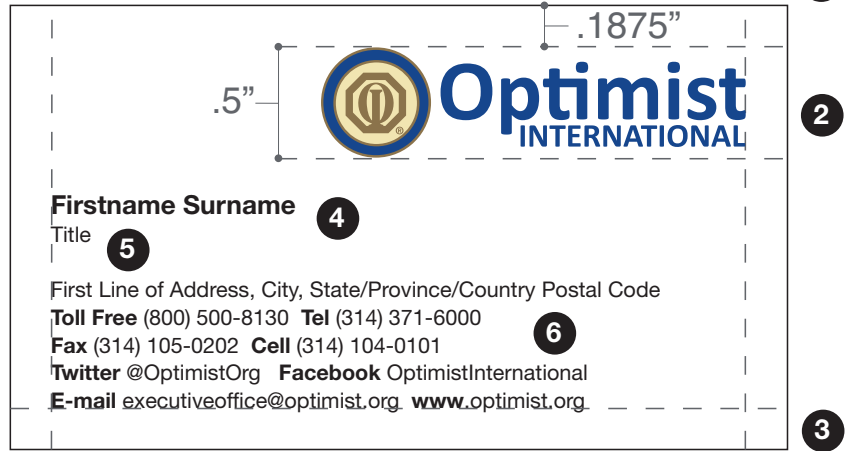 .1875”
.5”
Optimist
INTERNATIONAL
®
2
Firstname Surname
4
Title
5
First Line of Address, City, State/Province/Country Postal Code
Toll Free (800) 500-8130 Tel (314) 371-6000
6
Fax (314) 105-0202 Cell (314) 104-0101
Twitter @OptimistOrg Facebook OptimistInternational
E-mail executiveoffice@optimist.org www.optimist.org
3